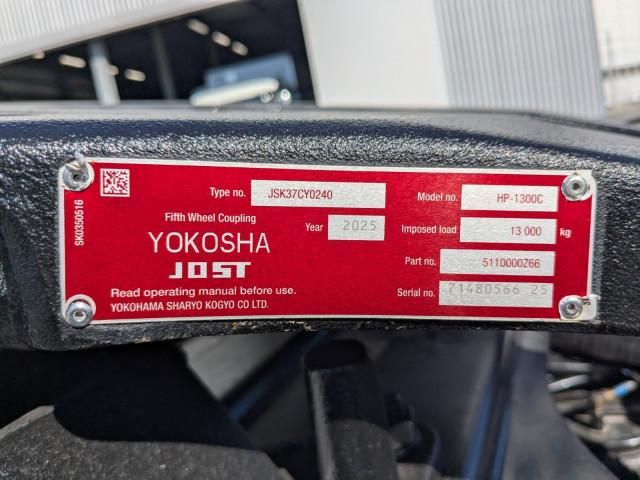 SK0350516
Type no. JSK37CY0240
Fifth Wheel Coupling
YOKOSHA
JOST
Read operating manual before use.
YOKOHAMA SHARYO KOGYO CO LTD.
Year 2025
Model no. HP-1300C
Imposed load 13 000 kg
Part no. 5110000Z66
Serial no. 71480566 25